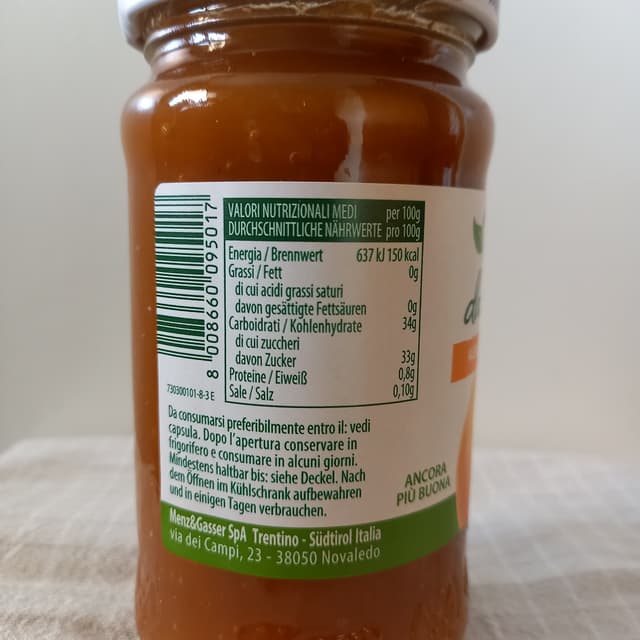 8 008660 095017
730300101-8-3 E
VALORI NUTRIZIONALI MEDI per 100g
DURCHSCHNITTLICHE NÄHRWERTE pro 100g
Energia / Brennwert 637 kJ 150 kcal
Grassi / Fett 0g
di cui acidi grassi saturi
davon gesättigte Fettsäuren 0g
Carboidrati / Kohlenhydrate 34g
di cui zuccheri
davon Zucker 33g
Proteine / Eiweiß 0,8g
Sale / Salz 0,10g
Da consumarsi preferibilmente entro il: vedi
capsula. Dopo l'apertura conservare in
frigorifero e consumare in alcuni giorni.
Mindestens haltbar bis: siehe Deckel. Nach
dem Öffnen im Kühlschrank aufbewahren
und in einigen Tagen verbrauchen.
ANCORA
PIÙ BUONA
Menz&Gasser SpA Trentino - Südtirol Italia
via dei Campi, 23 - 38050 Novaledo